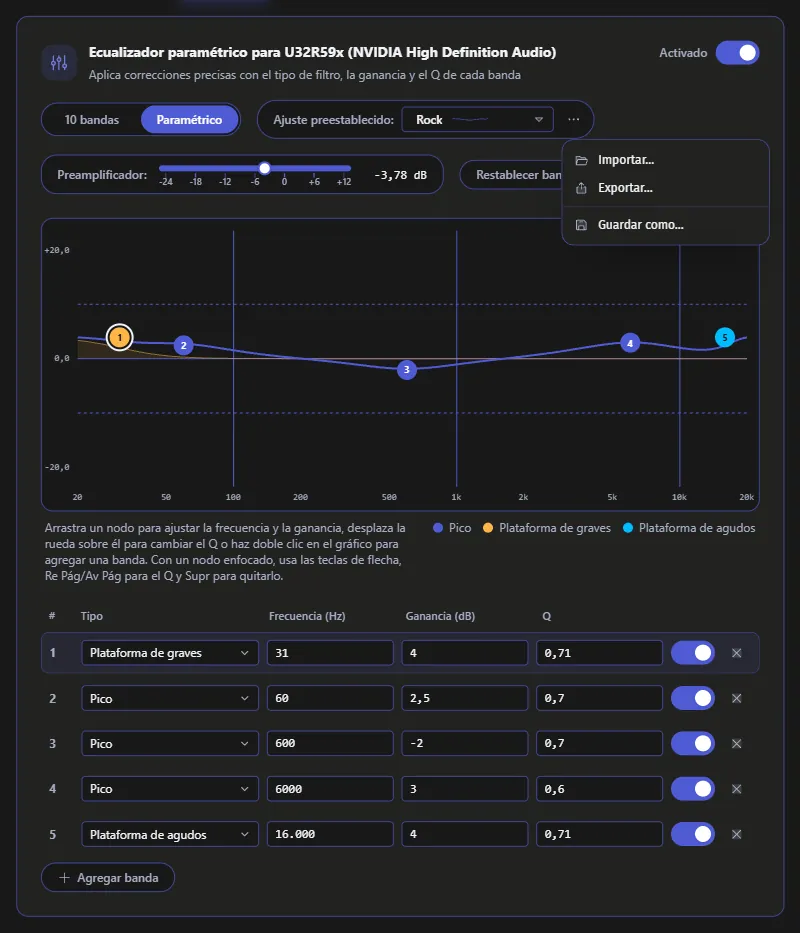 Ecualizador paramétrico para U32R59x (NVIDIA High Definition Audio)
Activado
Aplica correcciones precisas con el tipo de filtro, la ganancia y el Q de cada banda
10 bandas
Paramétrico
Ajuste preestablecido:
Rock
...
Importar...
Exportar...
Guardar como...
Preamplificador:
-24 -18 -12 -6 0 +6 +12
-3,78 dB
Restablecer ban
+20,0
0,0
-20,0
1
2
3
4
5
20 50 100 200 500 1k 2k 5k 10k 20k
Arrastra un nodo para ajustar la frecuencia y la ganancia, desplaza la
rueda sobre él para cambiar el Q o haz doble clic en el gráfico para
agregar una banda. Con un nodo enfocado, usa las teclas de flecha,
Re Pág/Av Pág para el Q y Supr para quitarlo.
Pico
Plataforma de graves
Plataforma de agudos
# Tipo Frecuencia (Hz) Ganancia (dB) Q
1 Plataforma de graves 31 4 0,71
2 Pico 60 2,5 0,7
3 Pico 600 -2 0,7
4 Pico 6000 3 0,6
5 Plataforma de agudos 16.000 4 0,71
Agregar banda